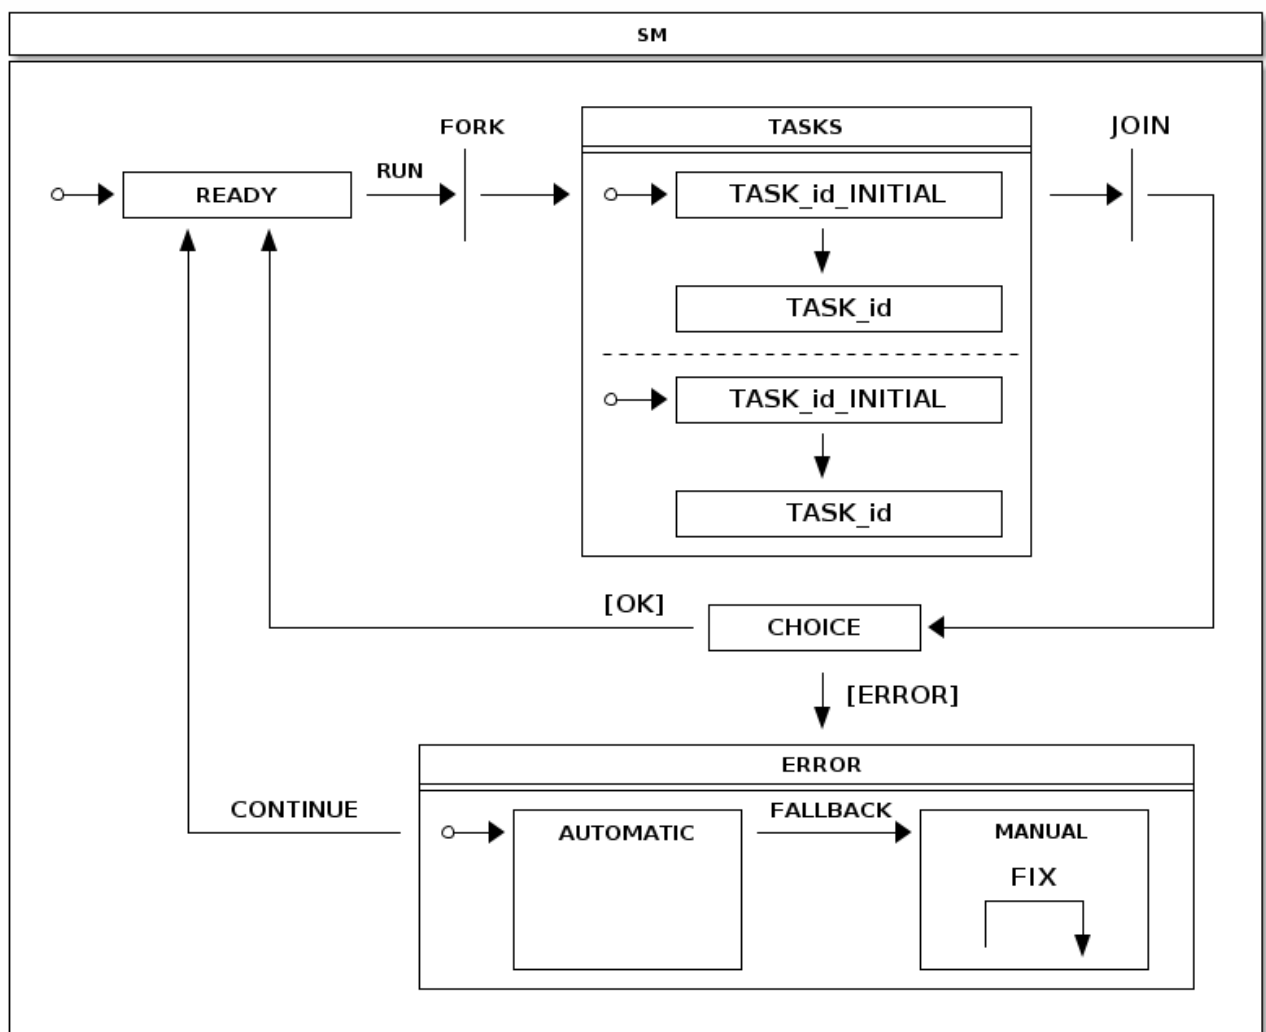 SM
FORK
TASKS
JOIN
RUN
READY
TASK_id_INITIAL
TASK_id
TASK_id_INITIAL
TASK_id
[OK]
CHOICE
[ERROR]
ERROR
CONTINUE
FALLBACK
AUTOMATIC
MANUAL
FIX